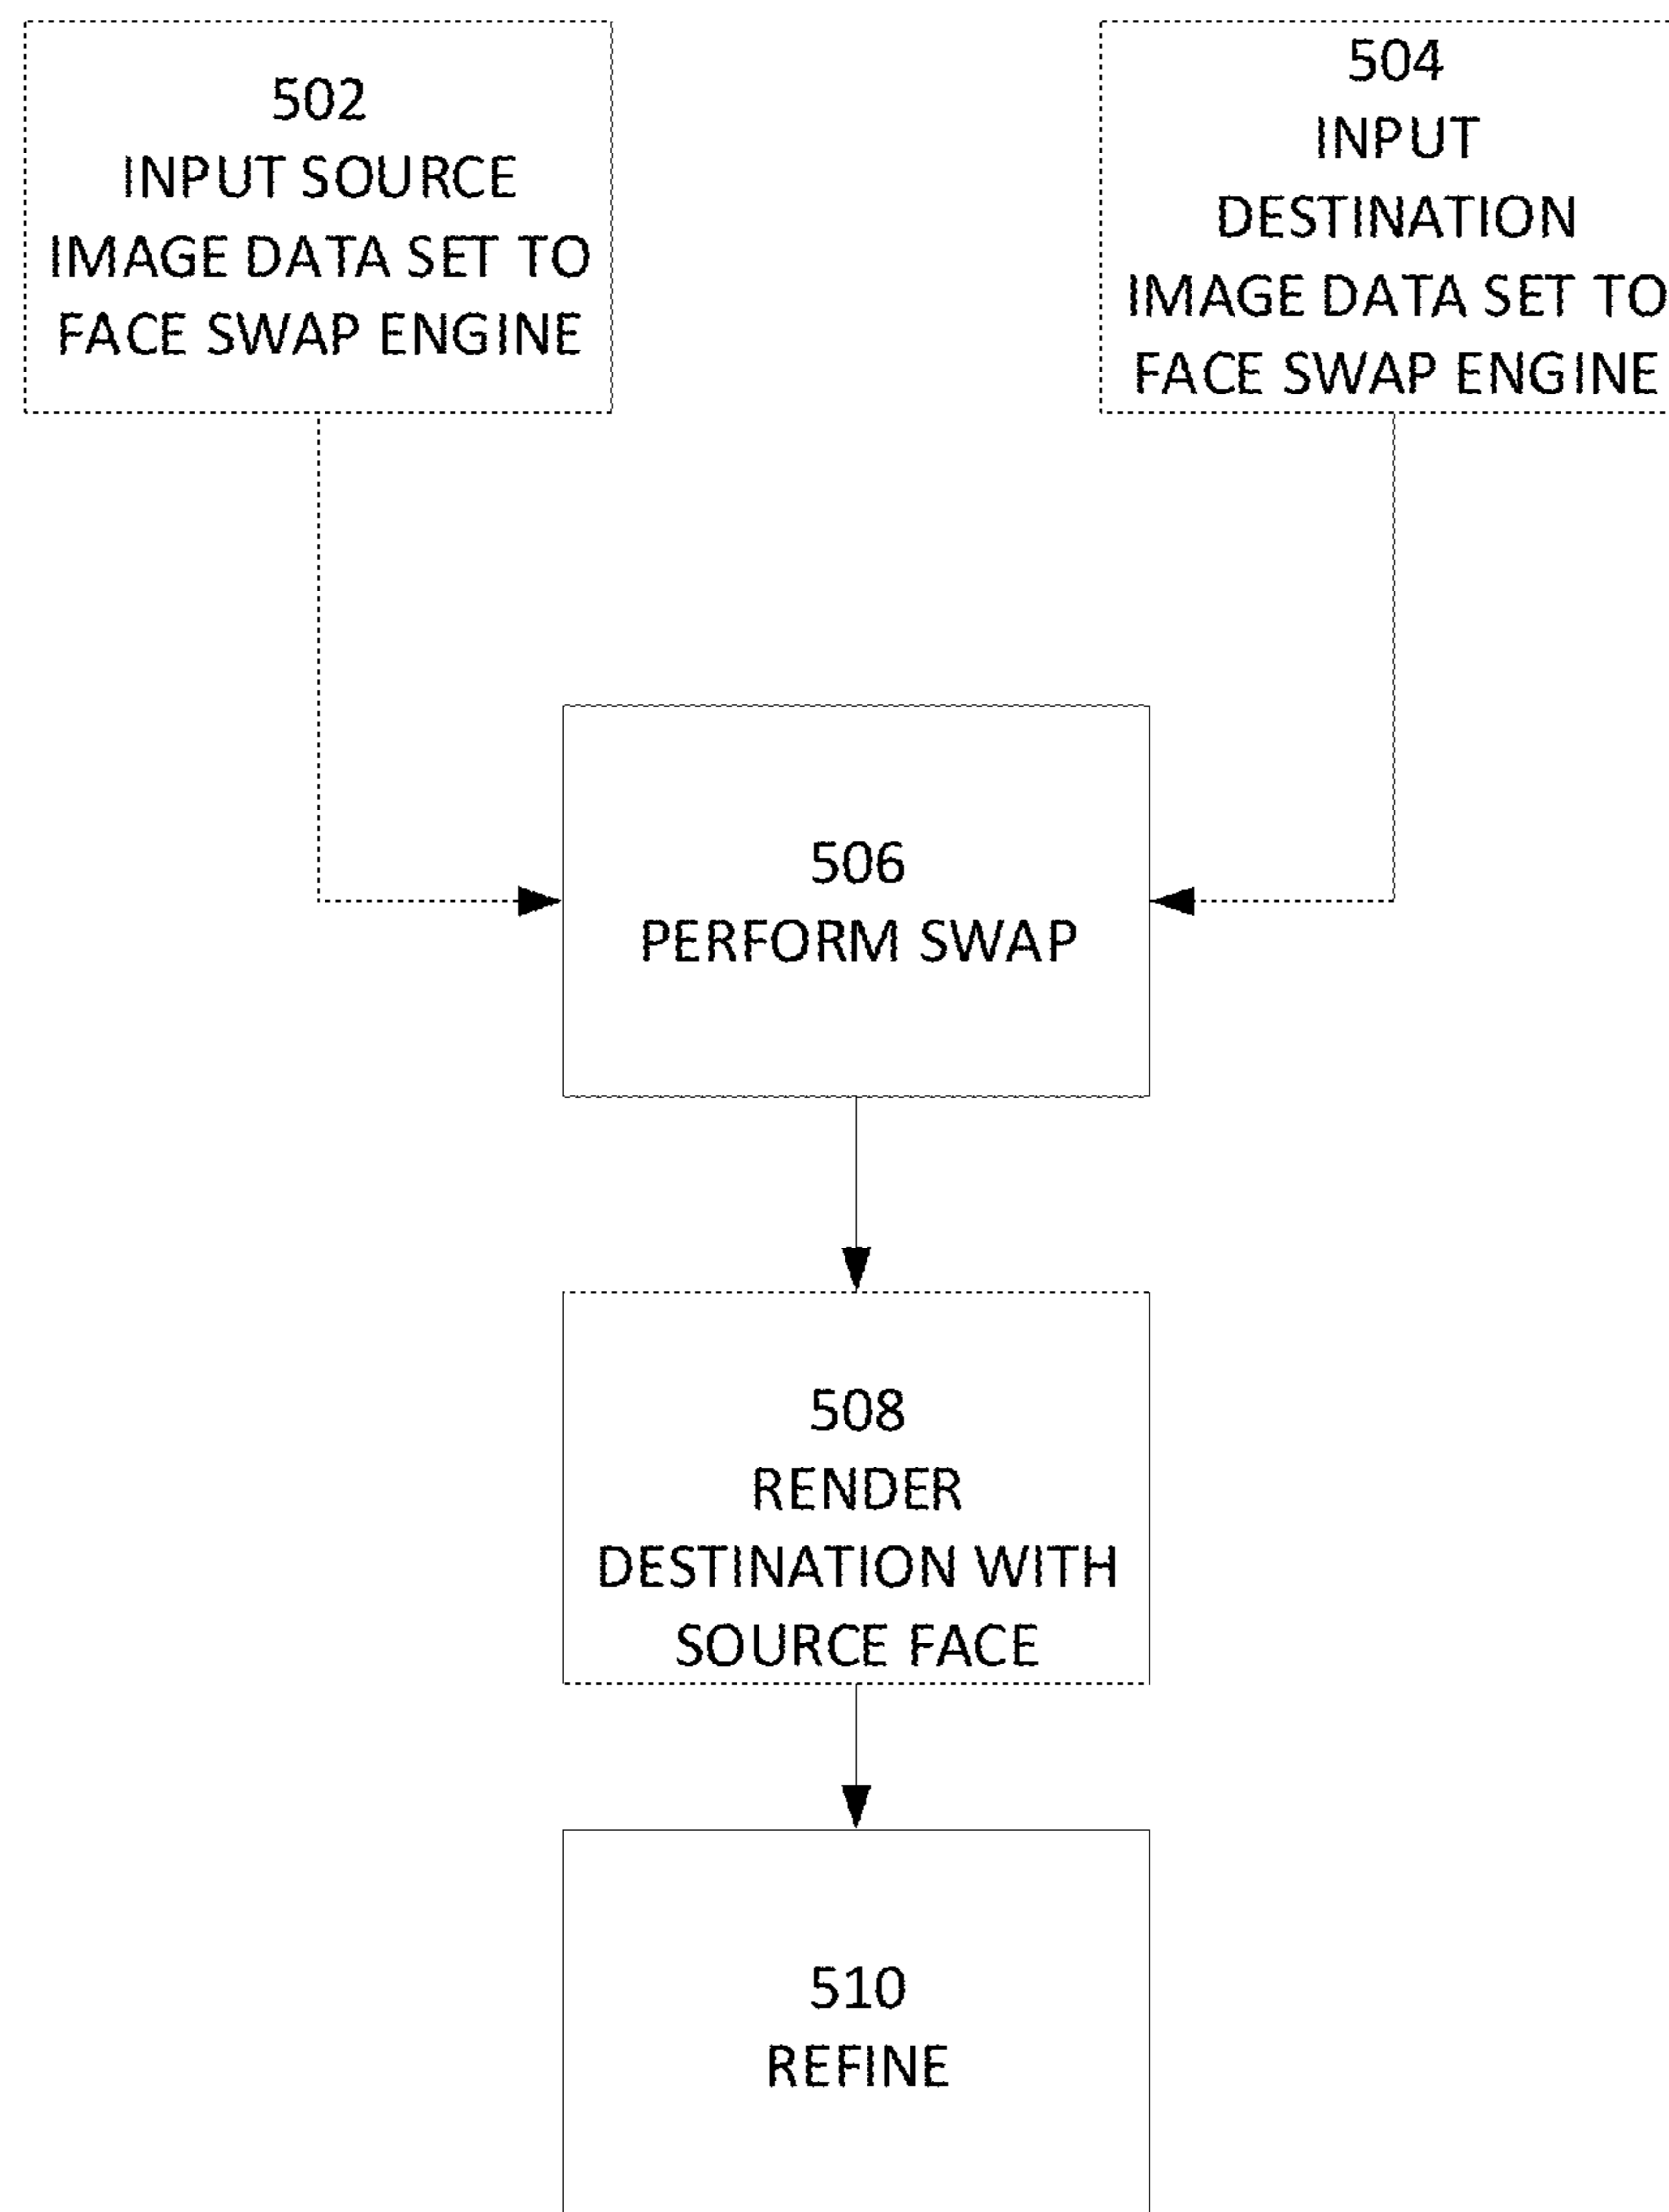 502
INPUT SOURCE
IMAGE DATA SET TO
FACE SWAP ENGINE
504
INPUT
DESTINATION
IMAGE DATA SET TO
FACE SWAP ENGINE
506
PERFORM SWAP
508
RENDER
DESTINATION WITH
SOURCE FACE
510
REFINE